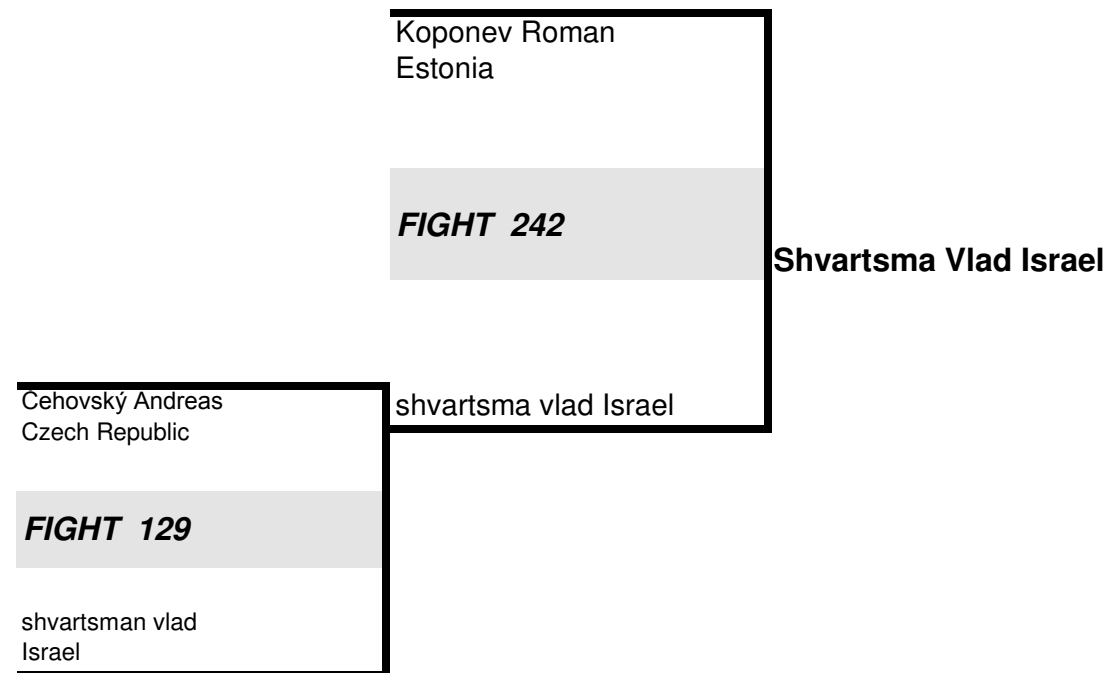 Koponev Roman
Estonia
FIGHT 242
Shvartsma Vlad Israel
shvartsma vlad Israel
Čehovský Andreas
Czech Republic
FIGHT 129
shvartsman vlad
Israel